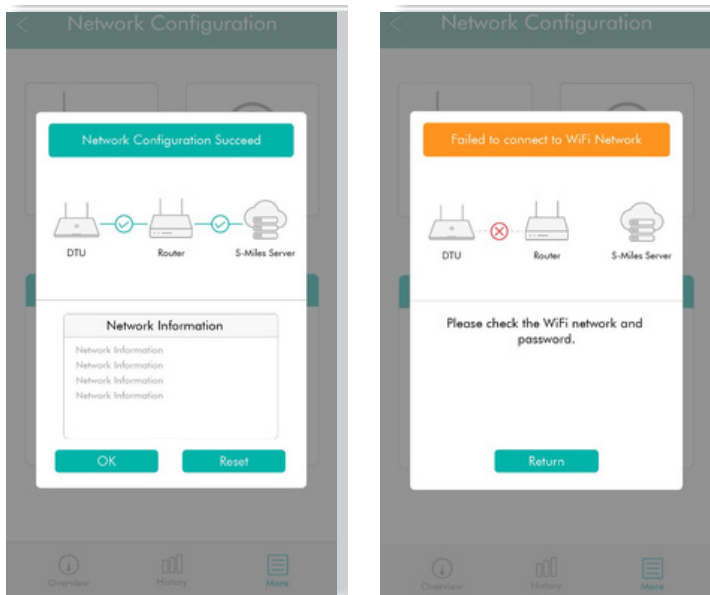 < Network Configuration
Network Configuration Succeed
DTU Router S-Miles Server
Network Information
Network Information
Network Information
Network Information
Network Information
OK Reset
Overview History More
< Network Configuration
Failed to connect to WiFi Network
DTU Router S-Miles Server
Please check the WiFi network and
password.
Return
Overview History More